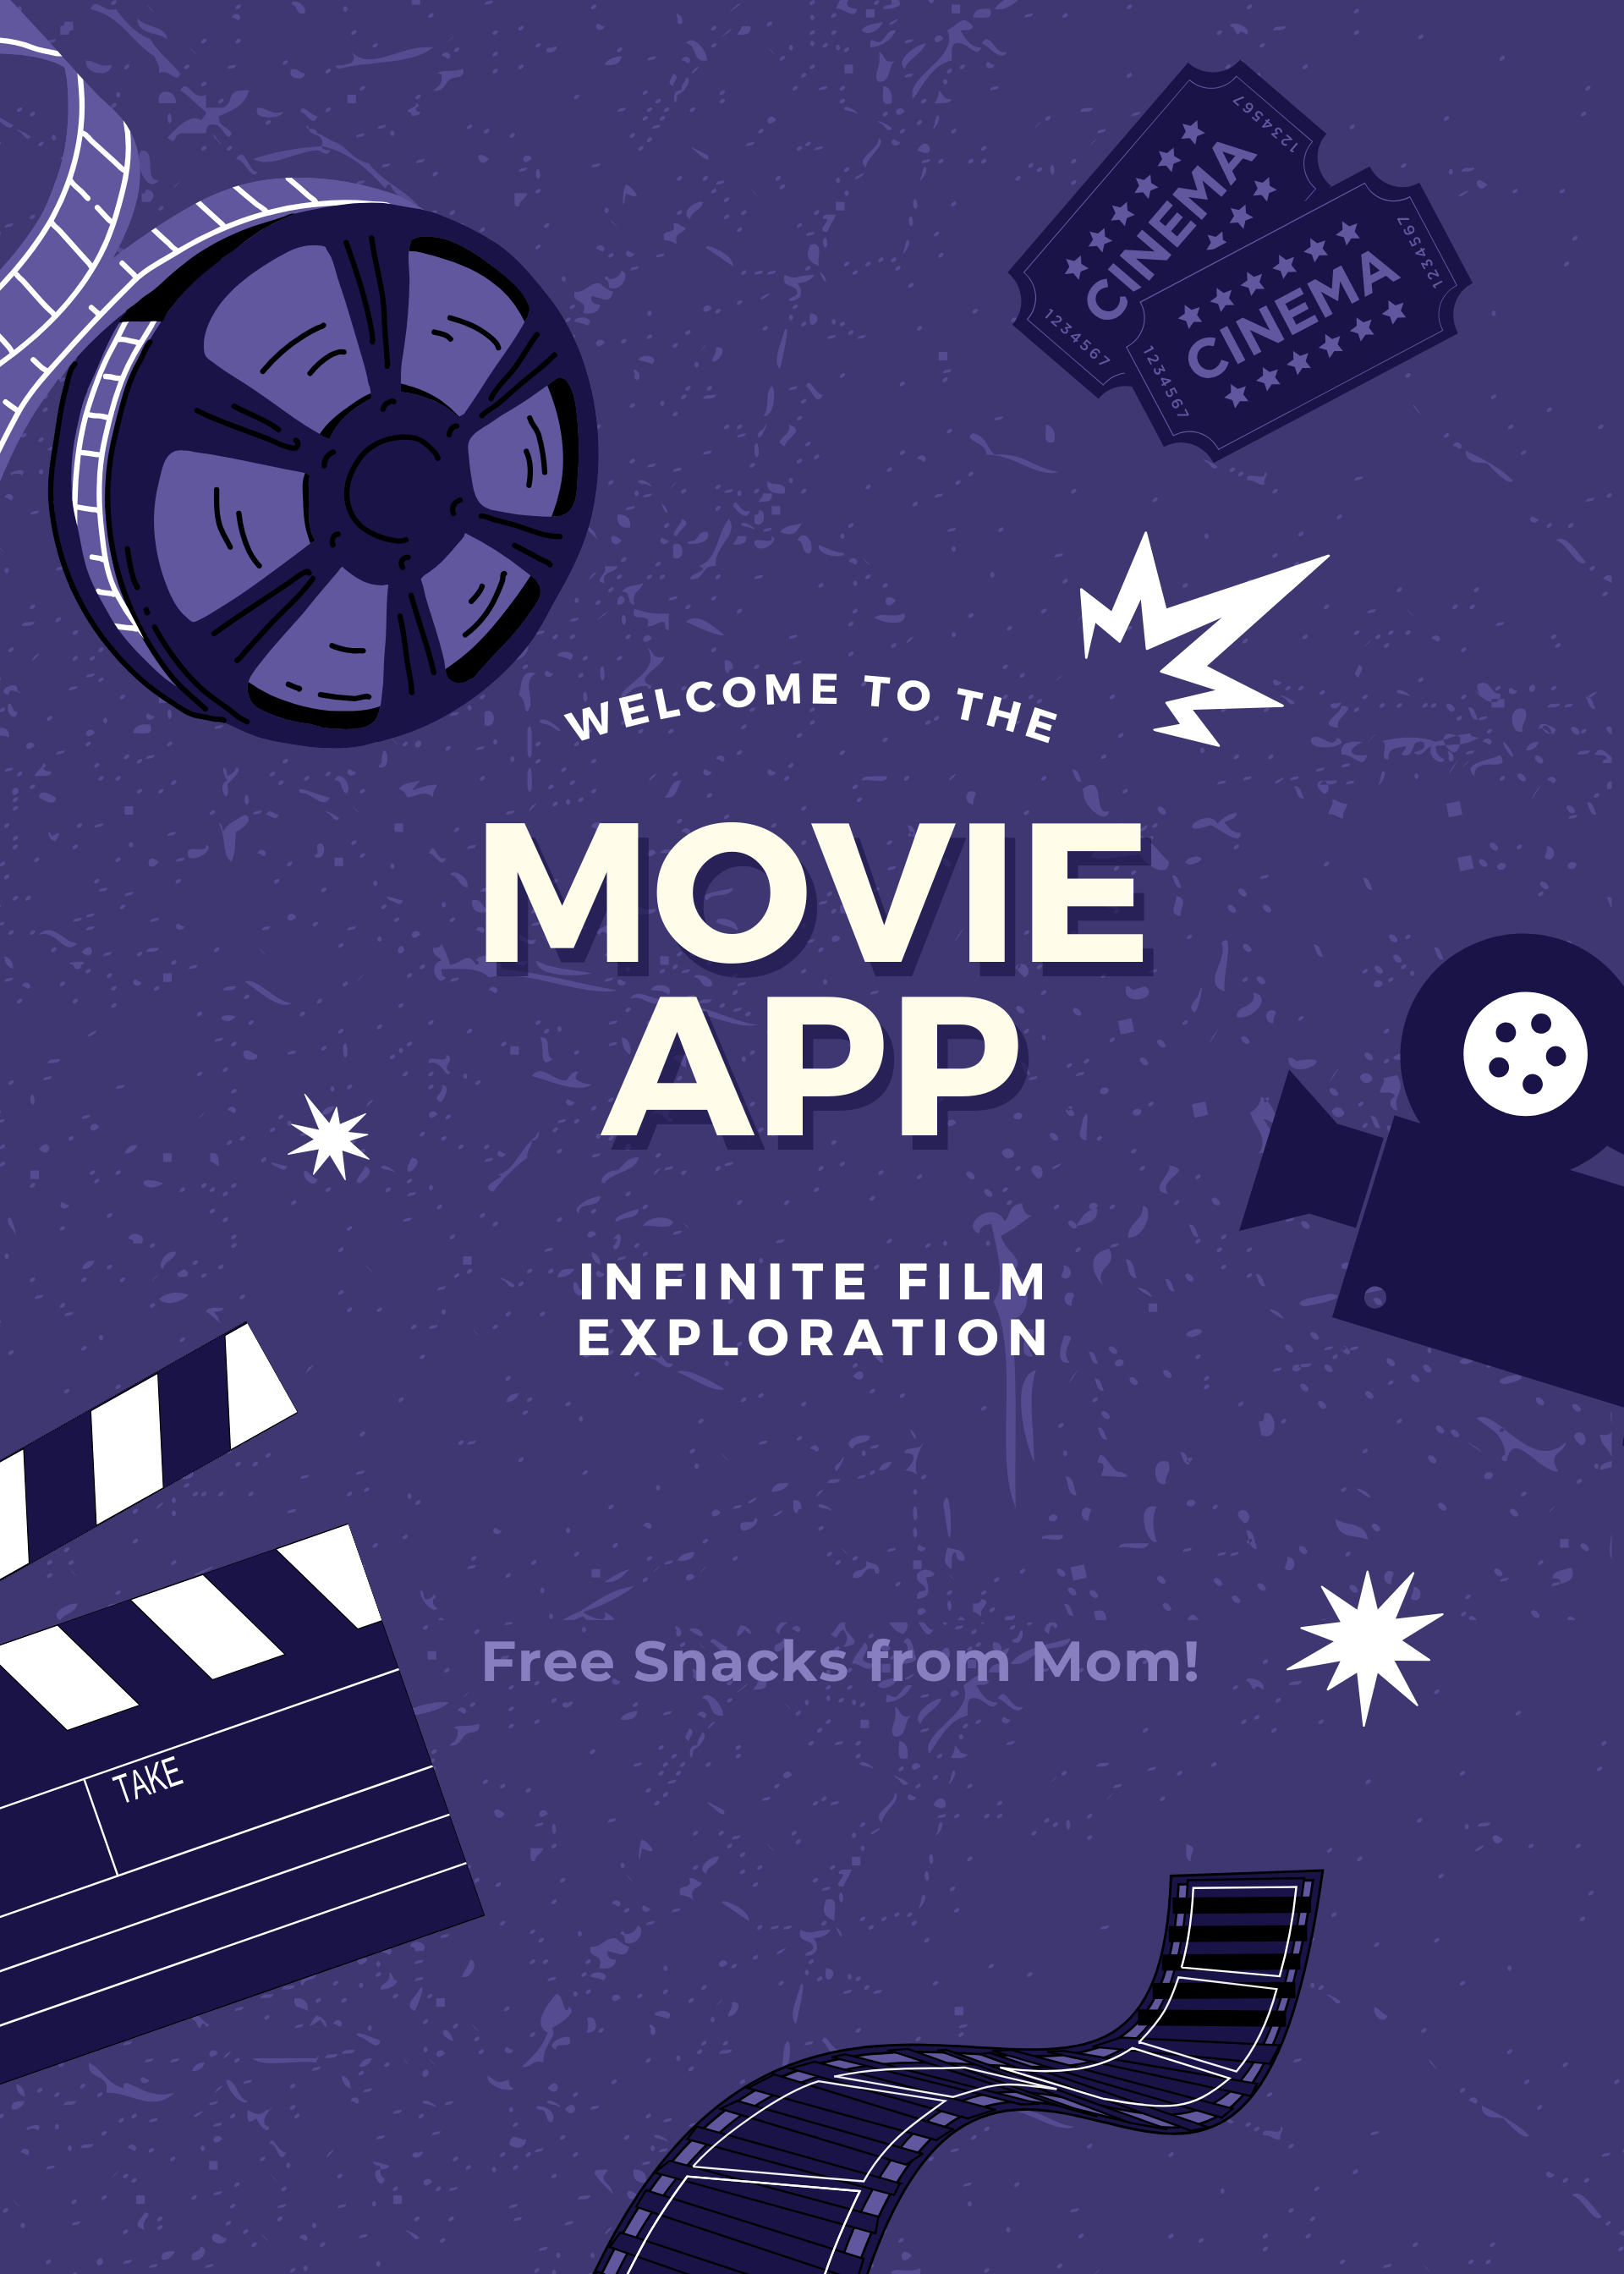 1234567
CINEMA
1234567
1234567
CINEMA
1234567
WELCOME TO THE
MOVIE
APP
INFINITE FILM
EXPLORATION
Free Snacks from Mom!
TAKE